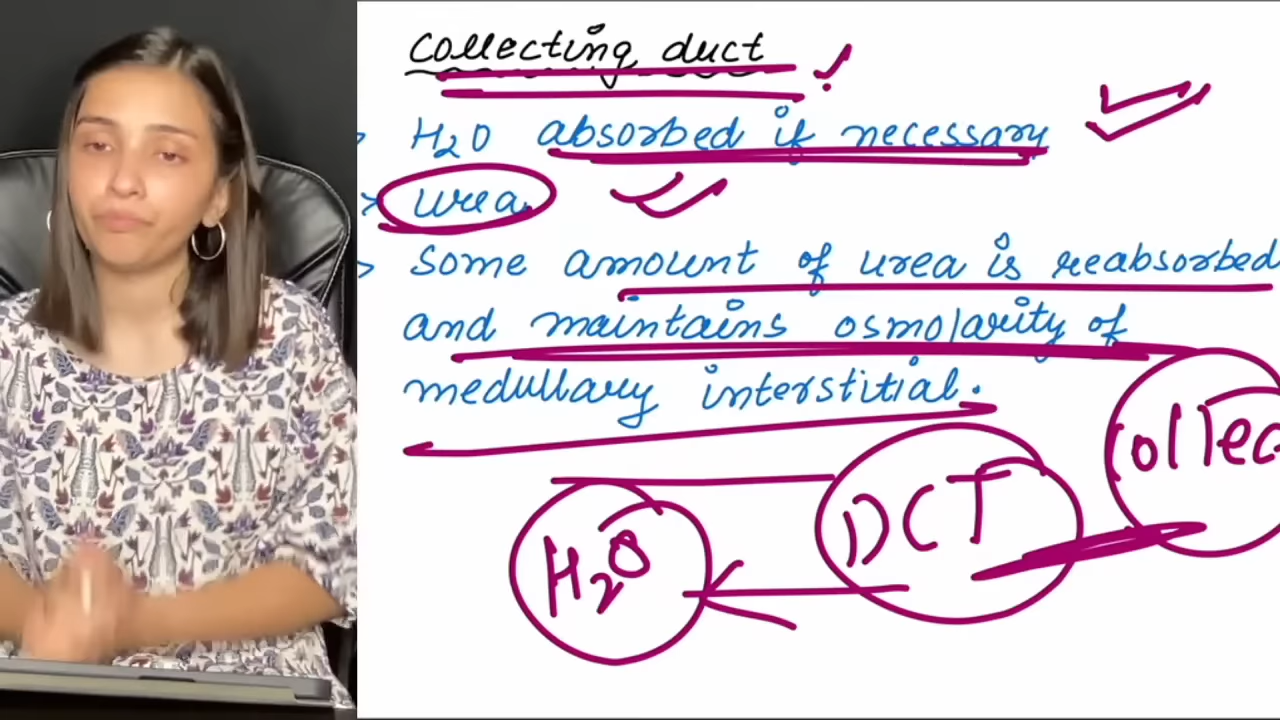 Collecting duct
> H2O absorbed if necessary
> urea
> Some amount of urea is reabsorbed
and maintains osmolarity of
medullary interstitial.
Collec
DCT
H2O